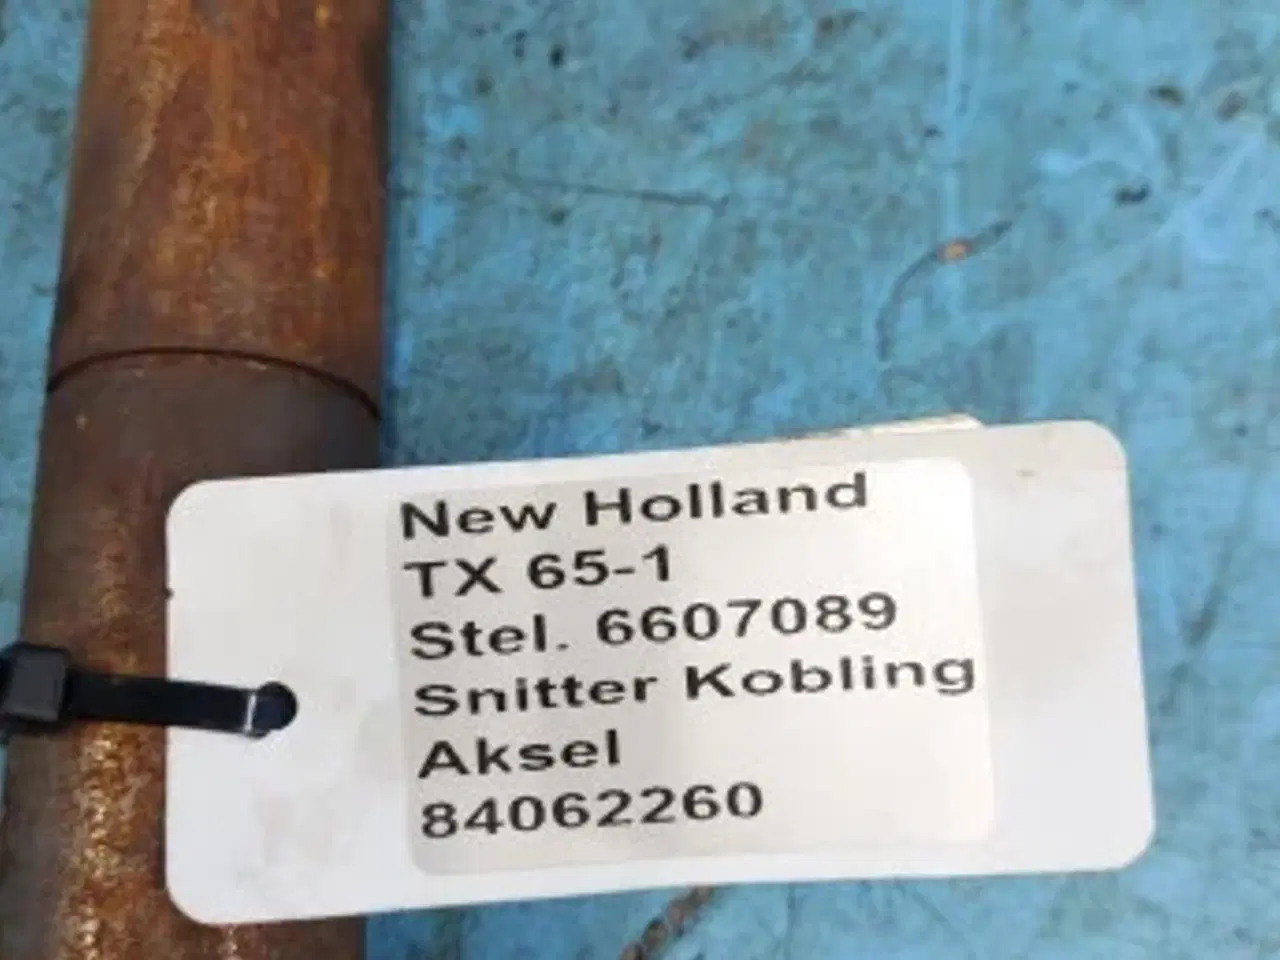 New Holland
TX 65-1
Stel. 6607089
Snitter Kobling
Aksel
84062260